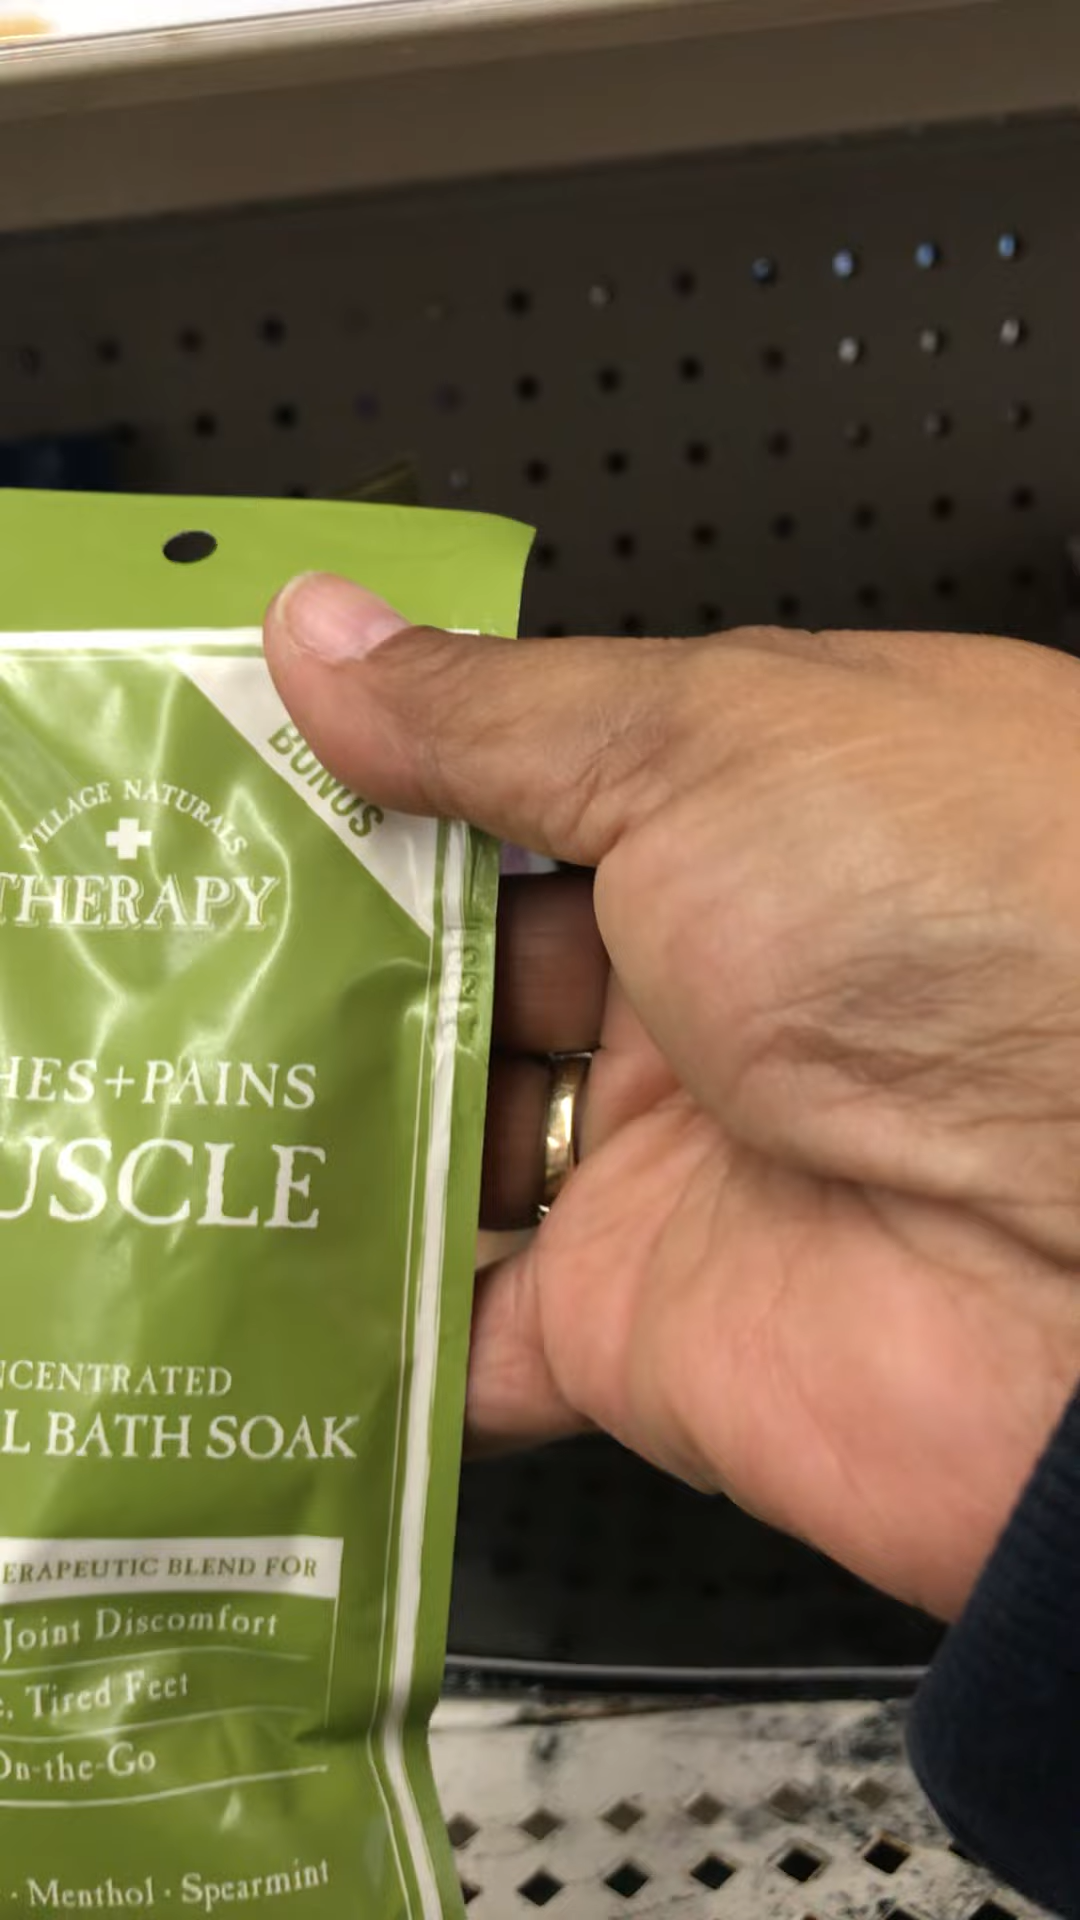 BONUS
VILLAGE NATURALS
THERAPY
HES+PAINS
USCLE
NCENTRATED
L BATH SOAK
ERAPEUTIC BLEND FOR
Joint Discomfort
, Tired Feet
On-the-Go
· Menthol · Spearmint